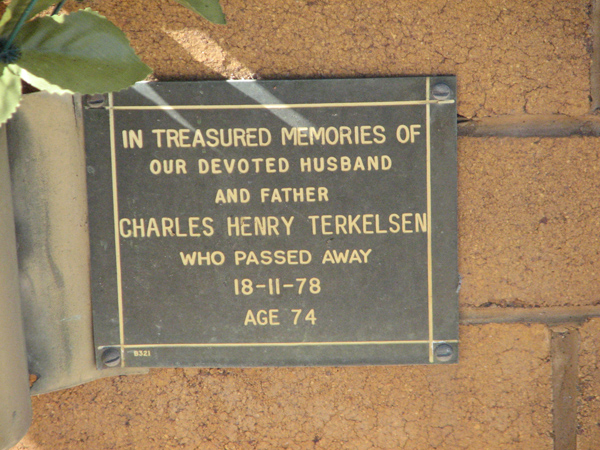 IN TREASURED MEMORIES OF
OUR DEVOTED HUSBAND
AND FATHER
CHARLES HENRY TERKELSEN
WHO PASSED AWAY
18-11-78
AGE 74
8321